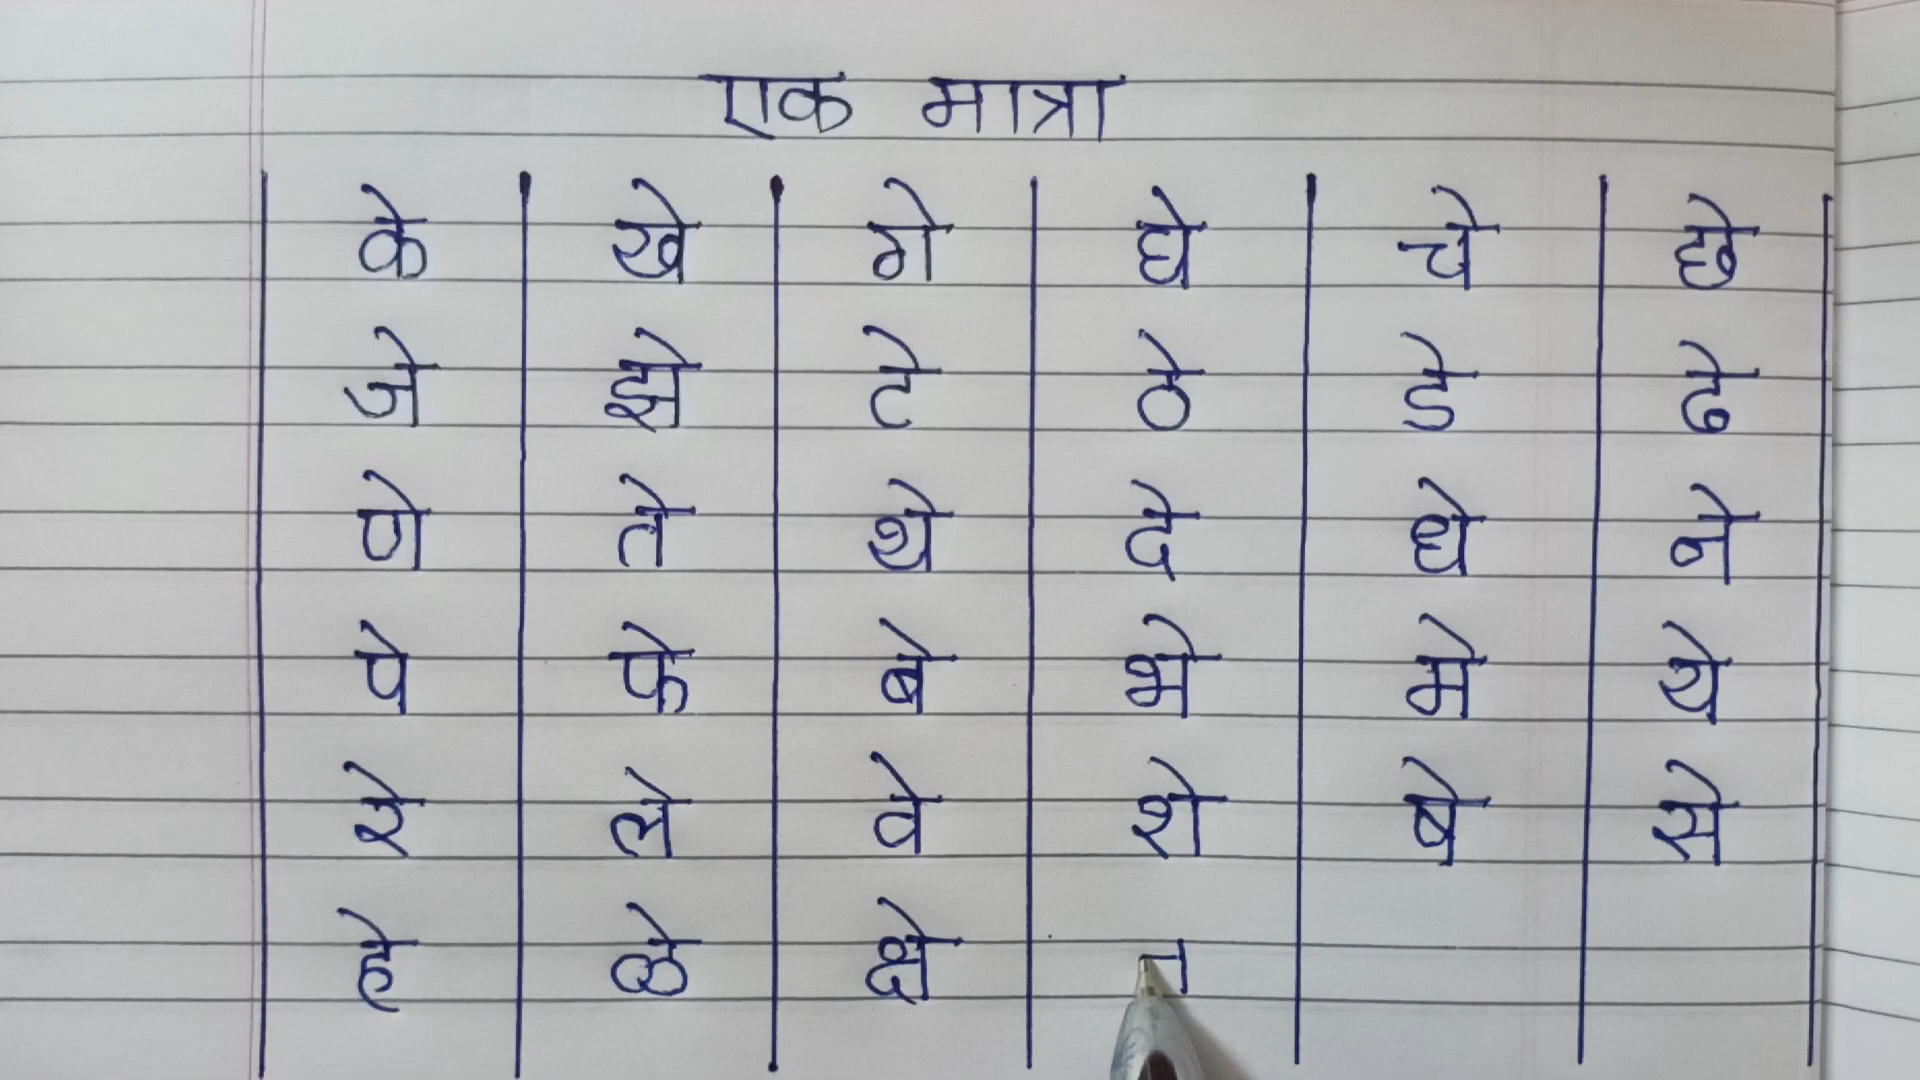 एक मात्रा
के खे गे घे चे छे
जे झे टे ठे डे ढे
णे ते थे दे धे ने
पे फे बे भे मे ये
रे ले वे शे षे से
हे ळे क्षे